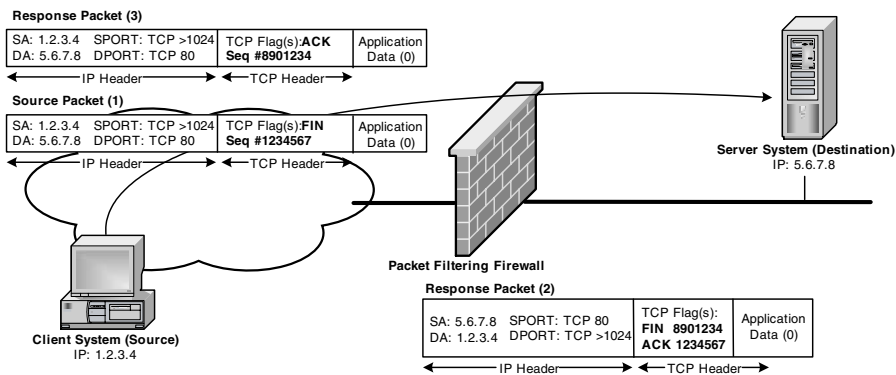 Response Packet (3)
SA: 1.2.3.4 SPORT: TCP >1024
DA: 5.6.7.8 DPORT: TCP 80
TCP Flag(s):ACK
Seq #8901234
Application
Data (0)
IP Header
TCP Header
Source Packet (1)
SA: 1.2.3.4 SPORT: TCP >1024
DA: 5.6.7.8 DPORT: TCP 80
TCP Flag(s):FIN
Seq #1234567
Application
Data (0)
IP Header
TCP Header
Server System (Destination)
IP: 5.6.7.8
Packet Filtering Firewall
Client System (Source)
IP: 1.2.3.4
Response Packet (2)
SA: 5.6.7.8 SPORT: TCP 80
DA: 1.2.3.4 DPORT: TCP >1024
TCP Flag(s):
FIN 8901234
ACK 1234567
Application
Data (0)
IP Header
TCP Header